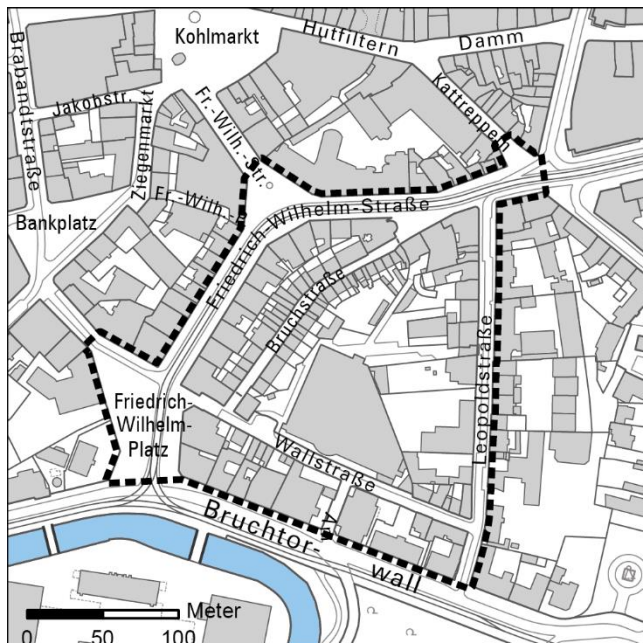 Kohlmarkt
Hutfiltern
Damm
Brabandtstraße
Jakobstr.
Ziegenmarkt
Fr.-Wilh.-Str.
Kattreppeln
Fr.-Wilh.-
Bankplatz
Friedrich-Wilhelm-Straße
Bruchstraße
Leopoldstraße
Friedrich-
Wilhelm-
Platz
Wallstraße
Bruchtor-
wall
Meter
0 50 100